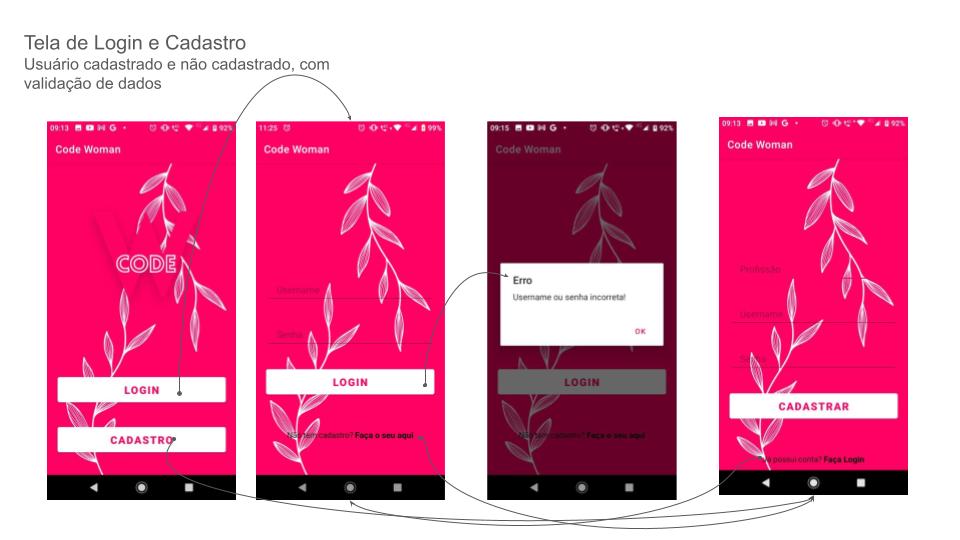 Tela de Login e Cadastro
Usuário cadastrado e não cadastrado, com
validação de dados
09:13 92%
Code Woman
CODE
LOGIN
CADASTRO
11:25 99%
Code Woman
Username
Senha
LOGIN
Não tem cadastro? Faça o seu aqui
09:15 92%
Code Woman
Erro
Username ou senha incorreta!
OK
LOGIN
Não tem cadastro? Faça o seu aqui
09:13 92%
Code Woman
Profissão
Username
Senha
CADASTRAR
possui conta? Faça Login